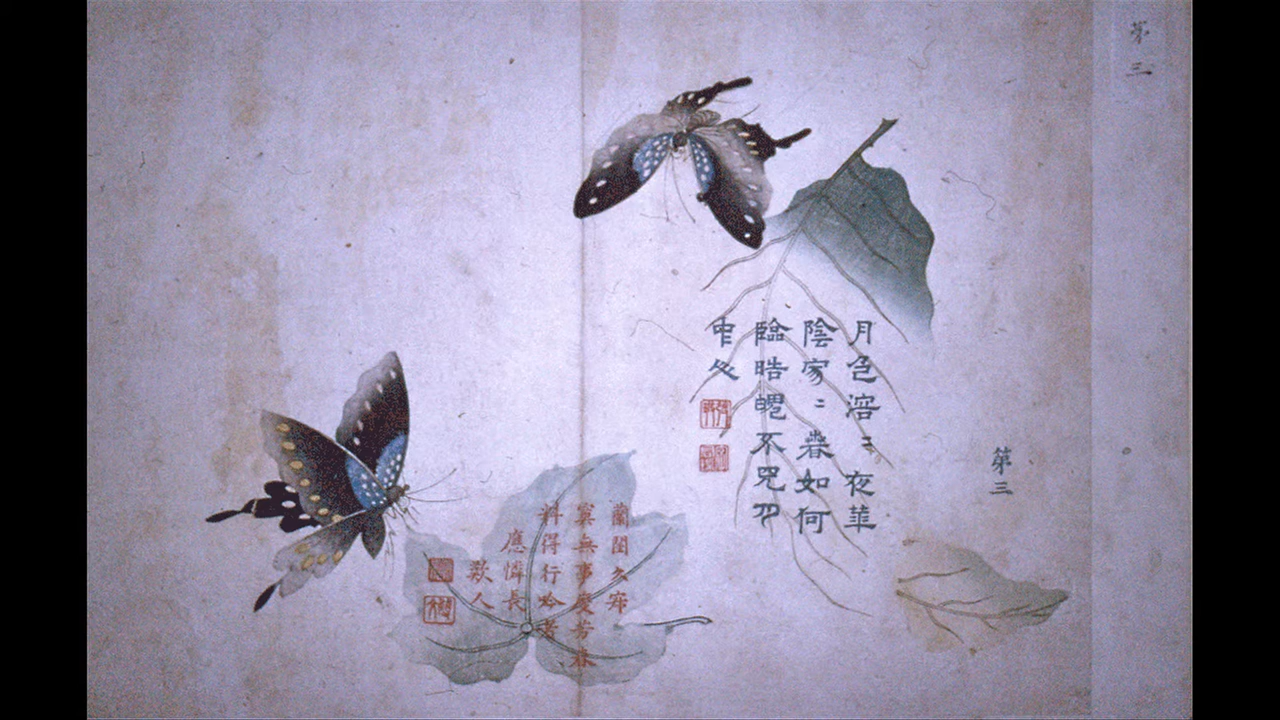 第三
第三
月色溶〻夜華
陰寂〻春如何
臨皓魄不見月
中人
蘭閨久寂
寞無事度芳春
料得行吟者
應憐長
歎人